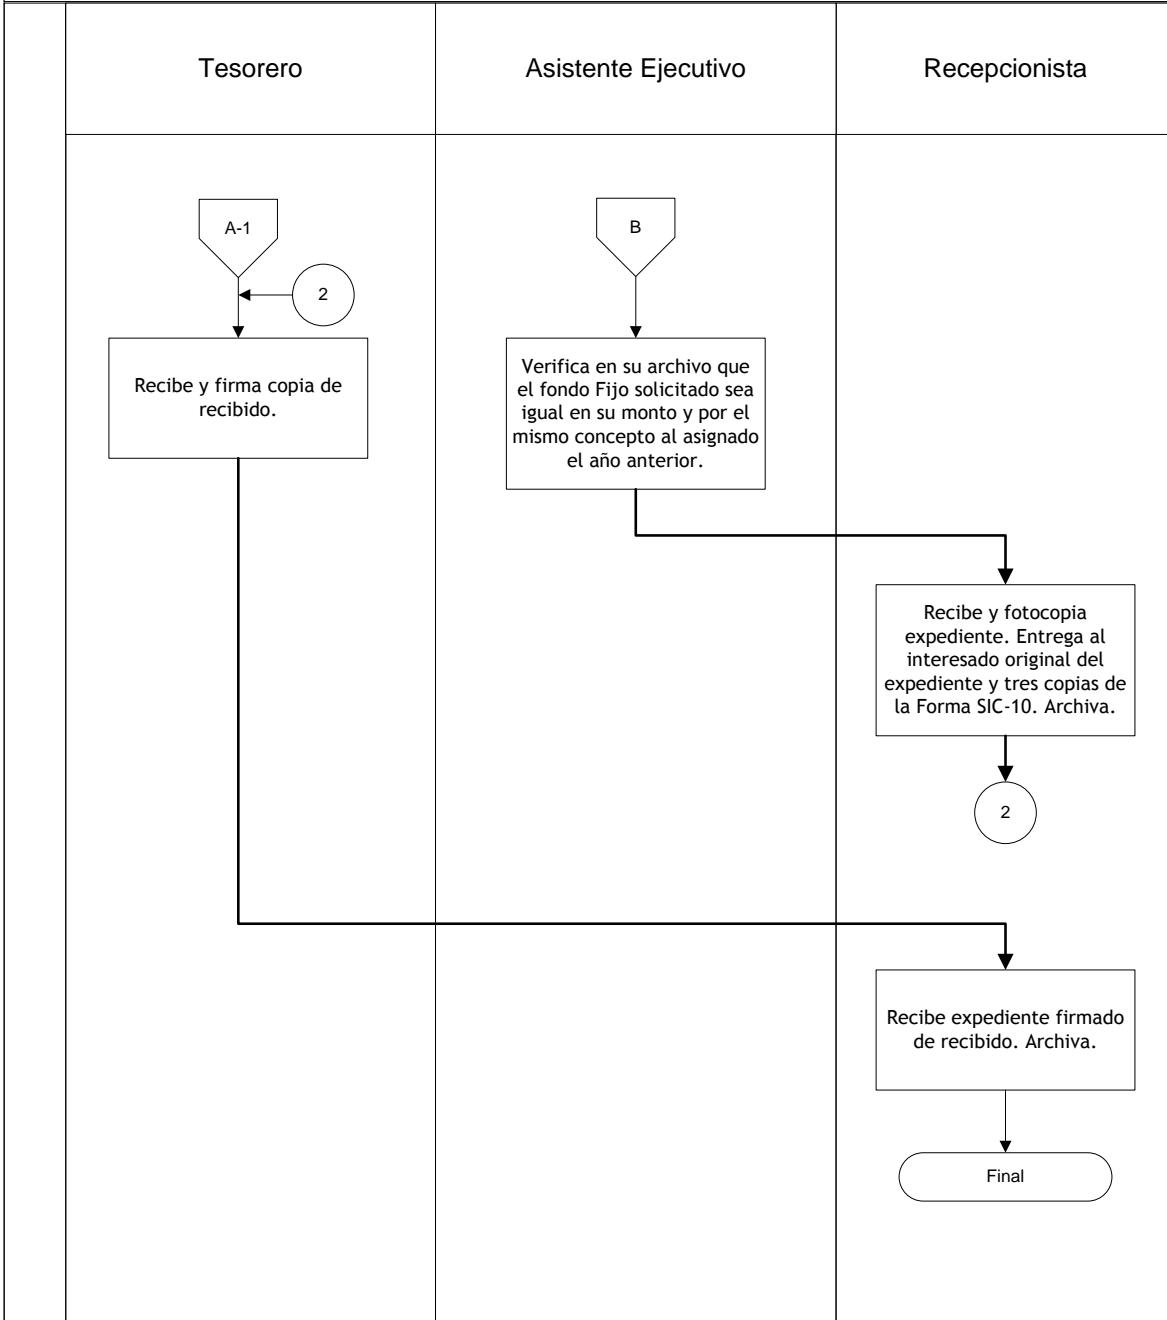 Tesorero
Asistente Ejecutivo
Recepcionista
A-1
B
2
Recibe y firma copia de
recibido.
Verifica en su archivo que
el fondo Fijo solicitado sea
igual en su monto y por el
mismo concepto al asignado
el año anterior.
Recibe y fotocopia
expediente. Entrega al
interesado original del
expediente y tres copias de
la Forma SIC-10. Archiva.
2
Recibe expediente firmado
de recibido. Archiva.
Final